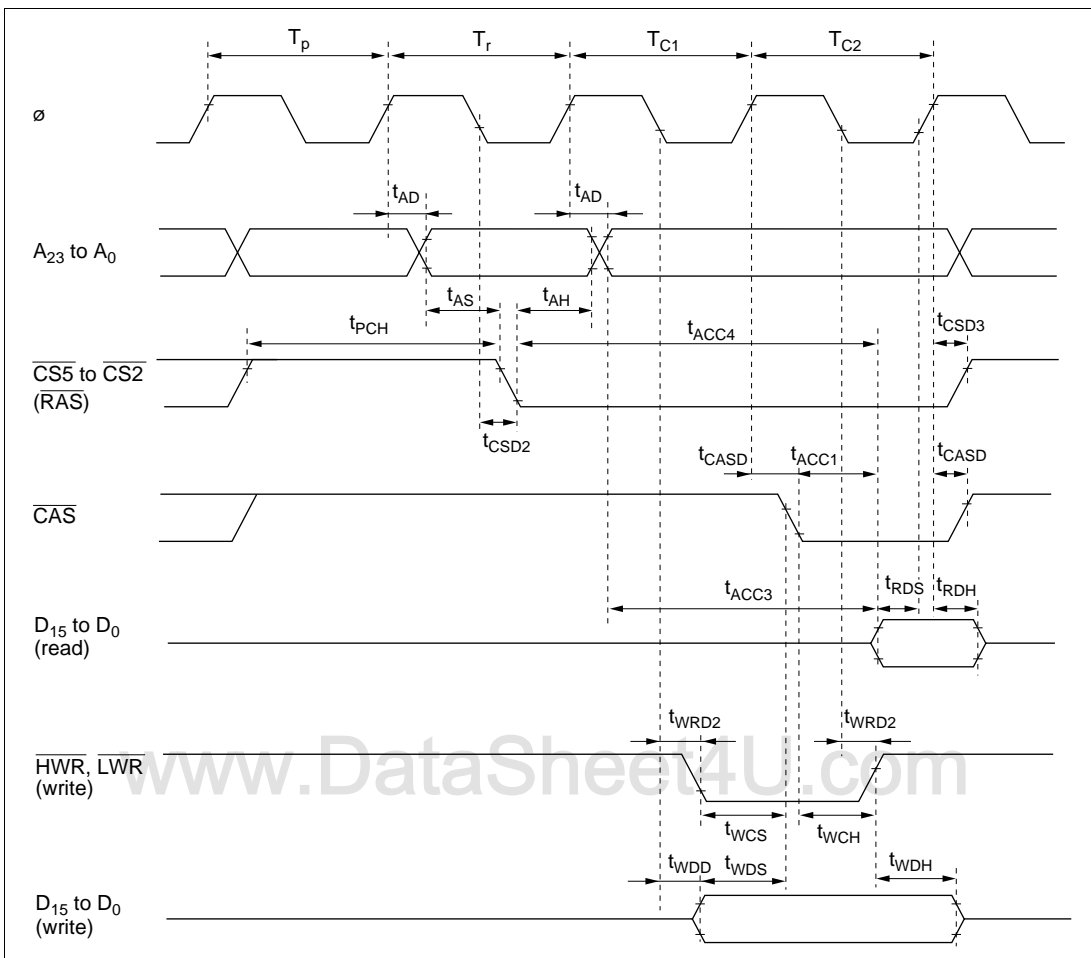 Tp Tr TC1 TC2
ø
tAD tAD
A23 to A0
tAS tAH
tPCH tACC4 tCSD3
CS5 to CS2
(RAS)
tCSD2
tCASD tACC1 tCASD
CAS
tACC3 tRDS tRDH
D15 to D0
(read)
tWRD2 tWRD2
HWR, LWR
(write)
www.DataSheet4U.com
tWCS tWCH
tWDD tWDS tWDH
D15 to D0
(write)